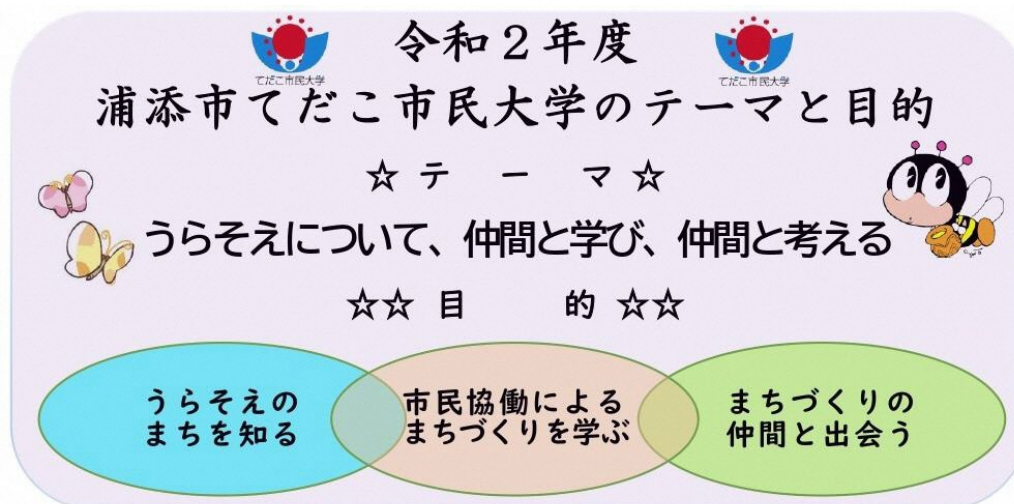 令和２年度
てだこ市民大学
てだこ市民大学
浦添市てだこ市民大学のテーマと目的
☆テーマ☆
うらそえについて、仲間と学び、仲間と考える
☆☆目　的☆☆
うらそえの
まちを知る
市民協働による
まちづくりを学ぶ
まちづくりの
仲間と出会う